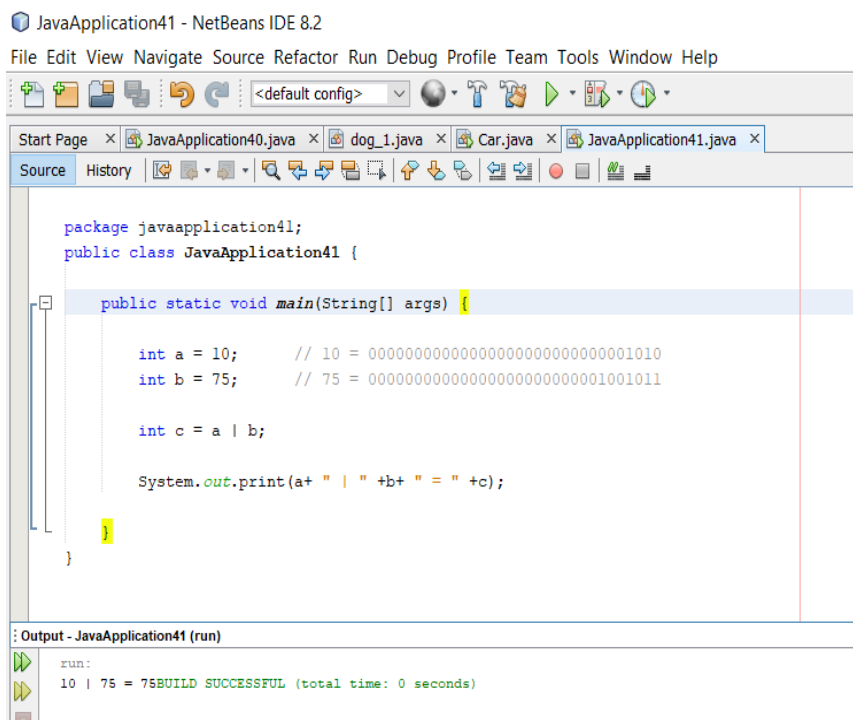 JavaApplication41 - NetBeans IDE 8.2
File Edit View Navigate Source Refactor Run Debug Profile Team Tools Window Help
<default config>
Start Page JavaApplication40.java dog_1.java Car.java JavaApplication41.java
Source History
package javaapplication41;
public class JavaApplication41 {
public static void main(String[] args) {
int a = 10; // 10 = 00000000000000000000000000001010
int b = 75; // 75 = 00000000000000000000000001001011
int c = a | b;
System.out.print(a+ " | " +b+ " = " +c);
}
}
Output - JavaApplication41 (run)
run:
10 | 75 = 75BUILD SUCCESSFUL (total time: 0 seconds)